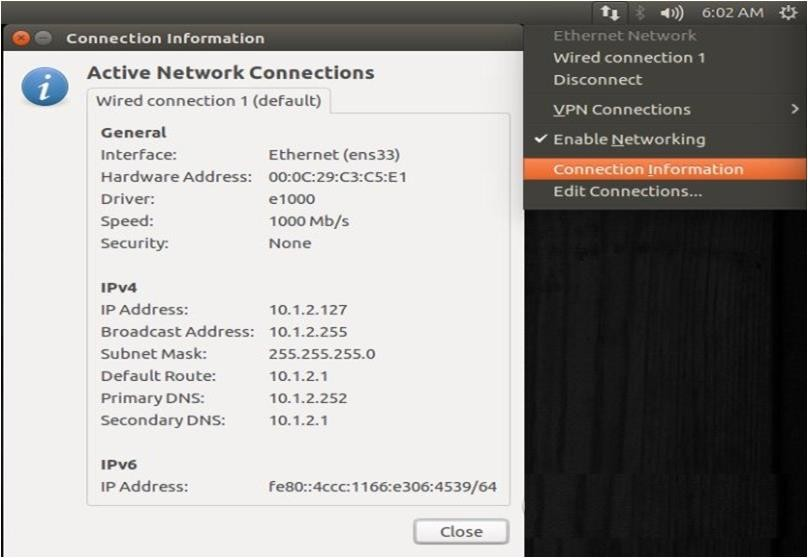 6:02 AM
Connection Information
Active Network Connections
Wired connection 1 (default)
General
Interface: Ethernet (ens33)
Hardware Address: 00:0C:29:C3:C5:E1
Driver: e1000
Speed: 1000 Mb/s
Security: None
IPv4
IP Address: 10.1.2.127
Broadcast Address: 10.1.2.255
Subnet Mask: 255.255.255.0
Default Route: 10.1.2.1
Primary DNS: 10.1.2.252
Secondary DNS: 10.1.2.1
IPv6
IP Address: fe80::4ccc:1166:e306:4539/64
Close
Ethernet Network
Wired connection 1
Disconnect
VPN Connections
Enable Networking
Connection Information
Edit Connections...